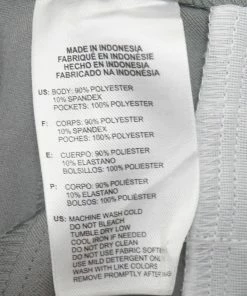 MADE IN INDONESIA
FABRIQUÉ EN INDONÉSIE
HECHO EN INDONESIA
FABRICADO NA INDONÉSIA
US: BODY: 90% POLYESTER
10% SPANDEX
POCKETS: 100% POLYESTER
F: CORPS: 90% POLYESTER
10% SPANDEX
POCHES: 100% POLYESTER
E: CUERPO: 90% POLIÉSTER
10% ELASTANO
BOLSILLOS: 100% POLIÉSTER
P: CORPO: 90% POLIÉSTER
10% ELASTANO
BOLSOS: 100% POLIÉSTER
US: MACHINE WASH COLD
DO NOT BLEACH
TUMBLE DRY LOW
COOL IRON IF NEEDED
DO NOT DRY CLEAN
DO NOT USE FABRIC SOFTEN
USE MILD DETERGENT ONLY
WASH WITH LIKE COLORS
REMOVE PROMPTLY AFTER WAS